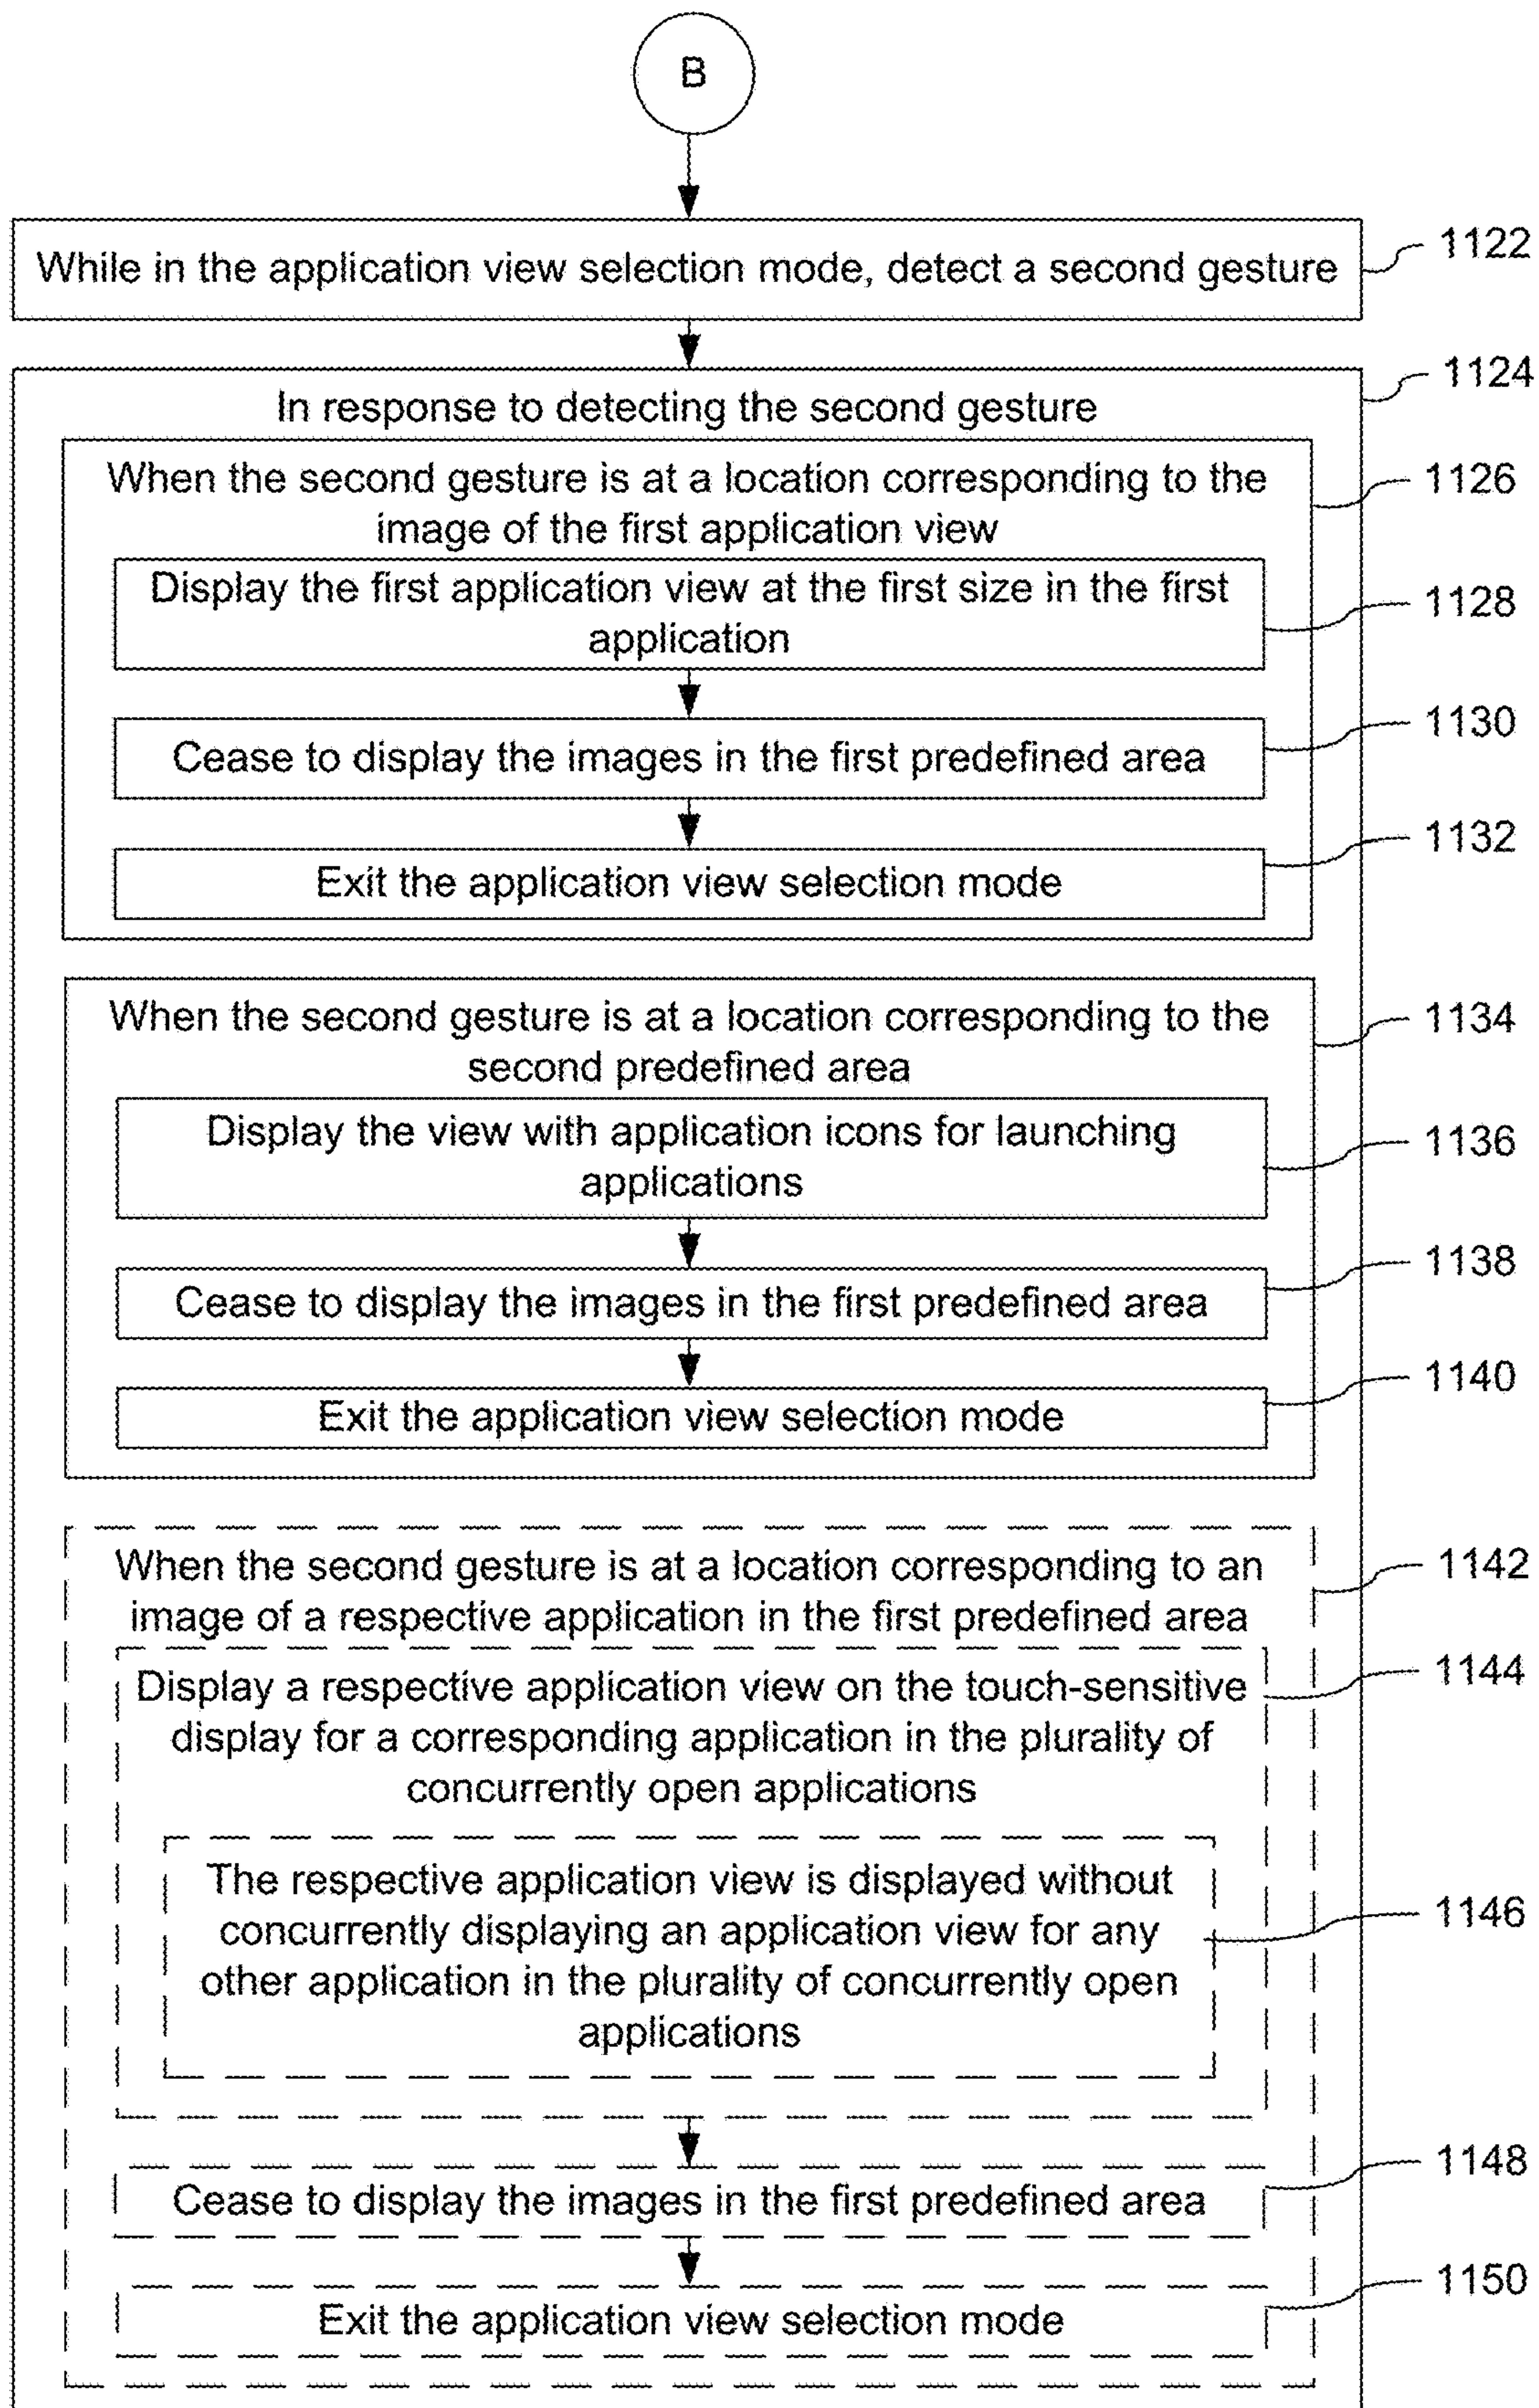 B
While in the application view selection mode, detect a second gesture
1122
1124
In response to detecting the second gesture
When the second gesture is at a location corresponding to the
image of the first application view
1126
Display the first application view at the first size in the first
application
1128
Cease to display the images in the first predefined area
1130
Exit the application view selection mode
1132
When the second gesture is at a location corresponding to the
second predefined area
1134
Display the view with application icons for launching
applications
1136
Cease to display the images in the first predefined area
1138
Exit the application view selection mode
1140
When the second gesture is at a location corresponding to an
image of a respective application in the first predefined area
1142
Display a respective application view on the touch-sensitive
display for a corresponding application in the plurality of
concurrently open applications
1144
The respective application view is displayed without
concurrently displaying an application view for any
other application in the plurality of concurrently open
applications
1146
Cease to display the images in the first predefined area
1148
Exit the application view selection mode
1150